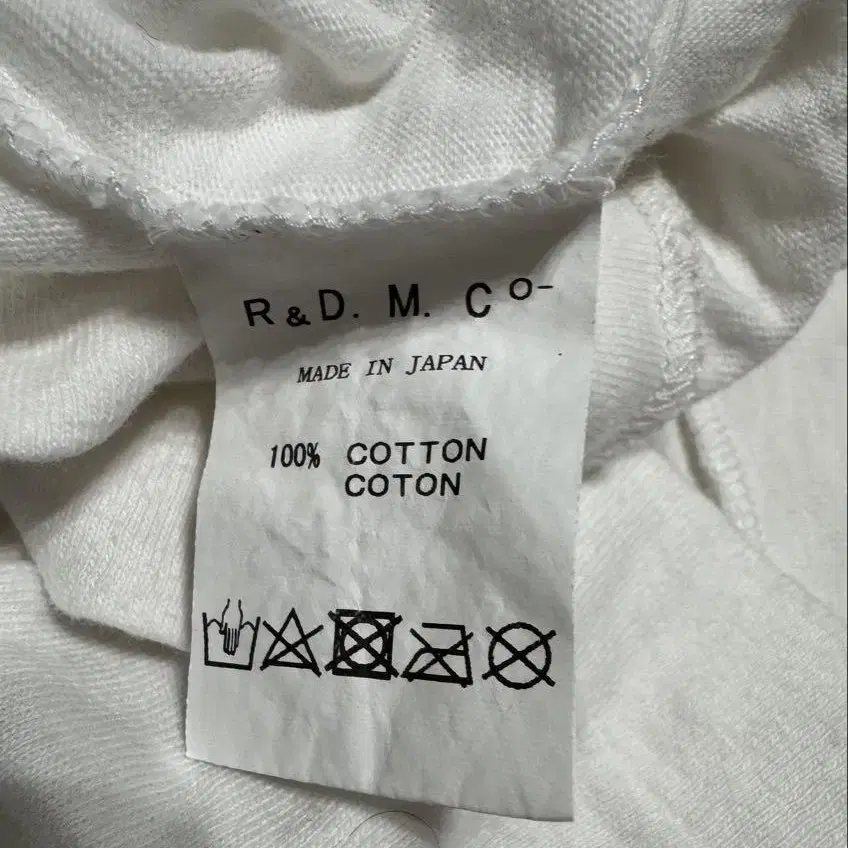 R & D. M. Co-
MADE IN JAPAN
100% COTTON
COTON